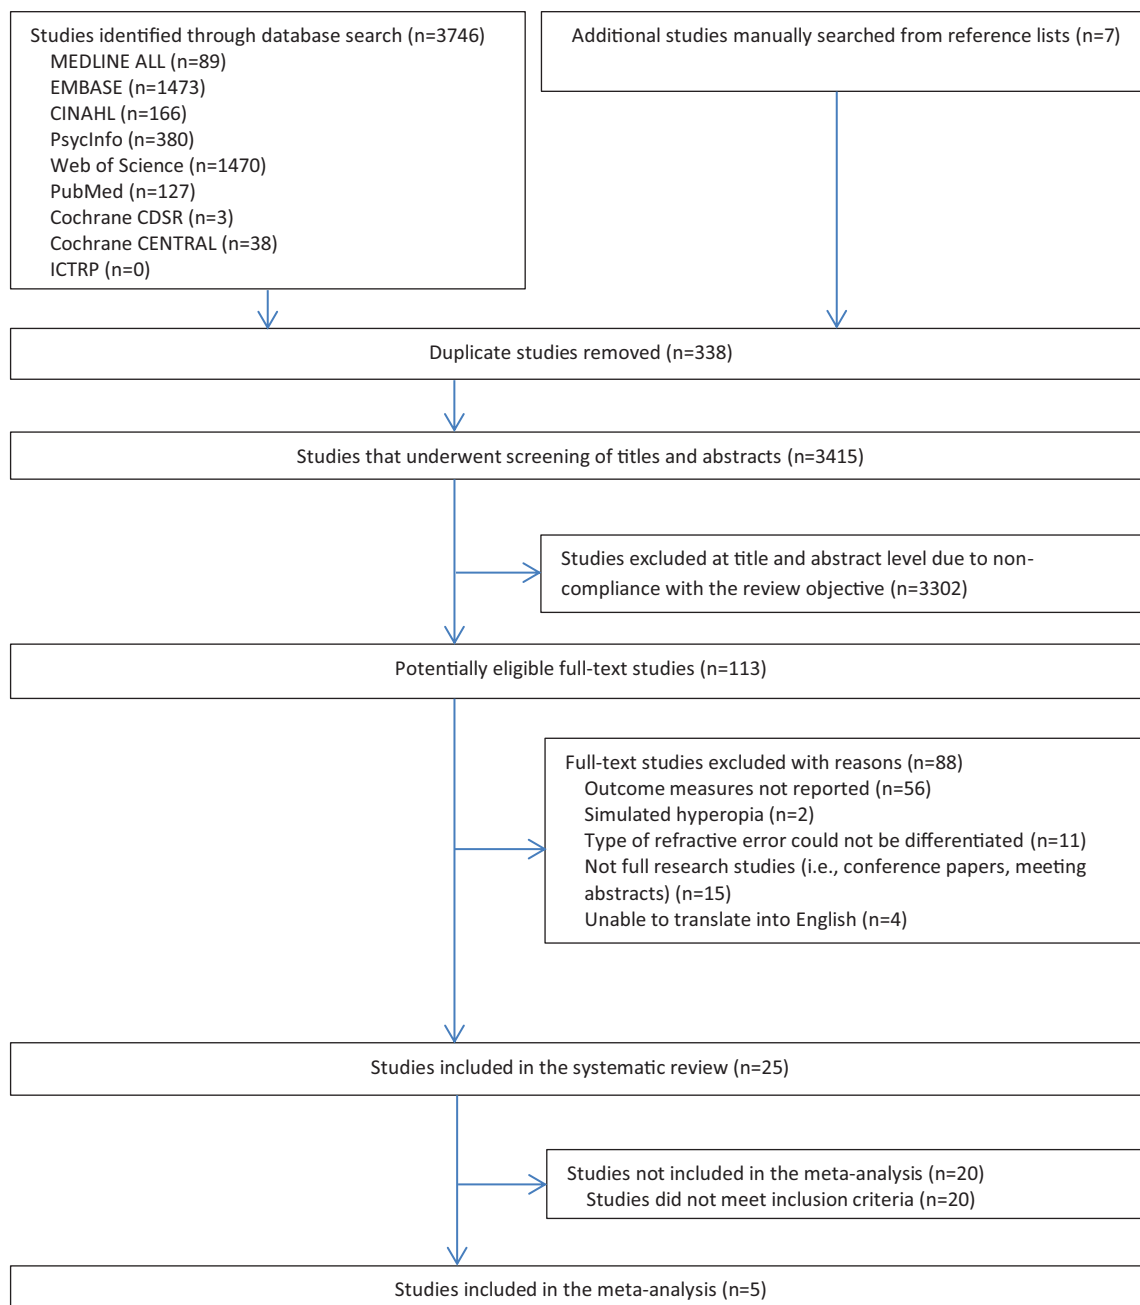 Studies identified through database search (n=3746)
MEDLINE ALL (n=89)
EMBASE (n=1473)
CINAHL (n=166)
PsycInfo (n=380)
Web of Science (n=1470)
PubMed (n=127)
Cochrane CDSR (n=3)
Cochrane CENTRAL (n=38)
ICTRP (n=0)
Additional studies manually searched from reference lists (n=7)
Duplicate studies removed (n=338)
Studies that underwent screening of titles and abstracts (n=3415)
Studies excluded at title and abstract level due to non-
compliance with the review objective (n=3302)
Potentially eligible full-text studies (n=113)
Full-text studies excluded with reasons (n=88)
Outcome measures not reported (n=56)
Simulated hyperopia (n=2)
Type of refractive error could not be differentiated (n=11)
Not full research studies (i.e., conference papers, meeting
abstracts) (n=15)
Unable to translate into English (n=4)
Studies included in the systematic review (n=25)
Studies not included in the meta-analysis (n=20)
Studies did not meet inclusion criteria (n=20)
Studies included in the meta-analysis (n=5)